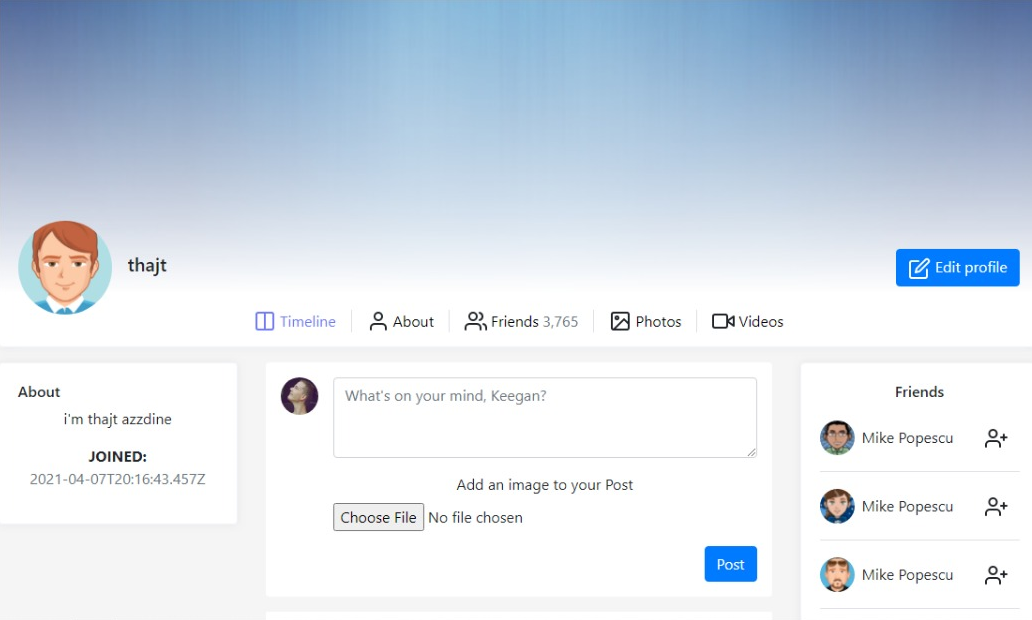 thajt
Edit profile
Timeline
About
Friends 3,765
Photos
Videos
About
i'm thajt azzdine
JOINED:
2021-04-07T20:16:43.457Z
What's on your mind, Keegan?
Add an image to your Post
Choose File No file chosen
Post
Friends
Mike Popescu
Mike Popescu
Mike Popescu